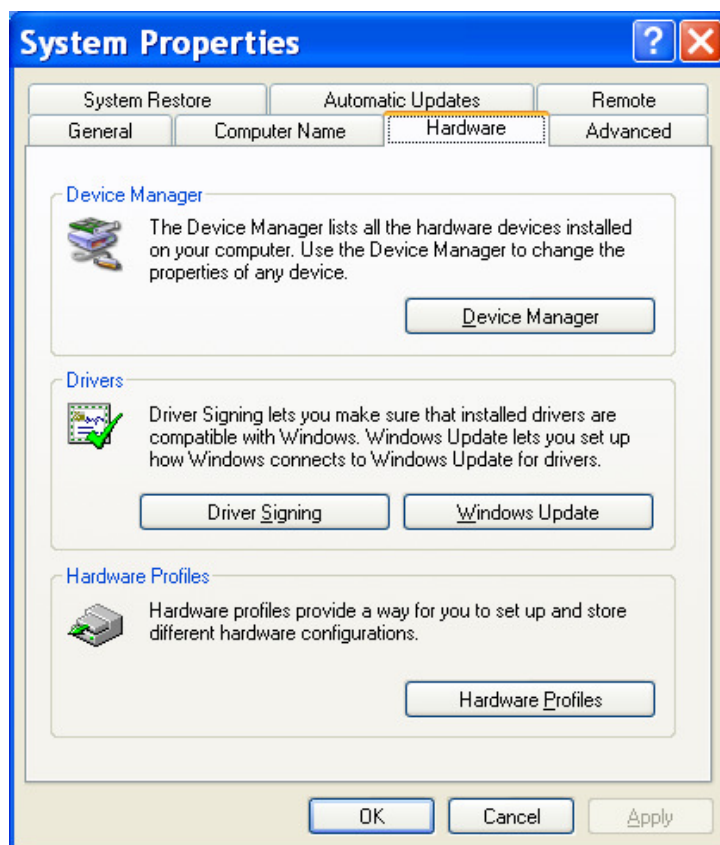 System Properties
System Restore Automatic Updates Remote
General Computer Name Hardware Advanced
Device Manager
The Device Manager lists all the hardware devices installed
on your computer. Use the Device Manager to change the
properties of any device.
Device Manager
Drivers
Driver Signing lets you make sure that installed drivers are
compatible with Windows. Windows Update lets you set up
how Windows connects to Windows Update for drivers.
Driver Signing Windows Update
Hardware Profiles
Hardware profiles provide a way for you to set up and store
different hardware configurations.
Hardware Profiles
OK Cancel Apply